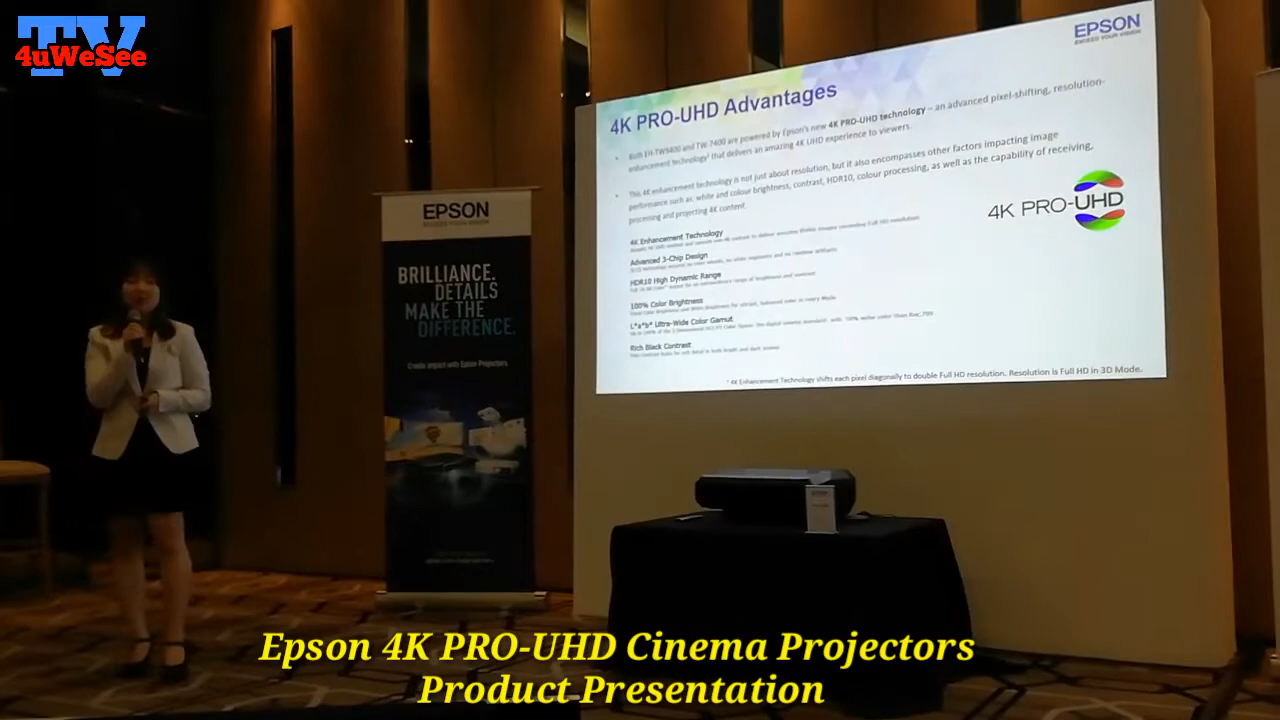 TV
4uWeSee
EPSON
EXCEED YOUR VISION
4K PRO-UHD Advantages
• Both EH-TW9400 and TW-7400 are powered by Epson's new 4K PRO-UHD technology – an advanced pixel-shifting, resolution-
enhancement technology¹ that delivers an amazing 4K UHD experience to viewers.
• This 4K enhancement technology is not just about resolution, but it also encompasses other factors impacting image
performance such as: white and colour brightness, contrast, HDR10, colour processing, as well as the capability of receiving,
processing and projecting 4K content.
4K PRO-UHD
4K Enhancement Technology
Advanced 3-Chip Design
HDR10 High Dynamic Range
100% Color Brightness
L*a*b* Ultra-Wide Color Gamut
Rich Black Contrast
¹ 4K Enhancement Technology shifts each pixel diagonally to double Full HD resolution. Resolution is Full HD in 3D Mode.
EPSON
EXCEED YOUR VISION
BRILLIANCE.
DETAILS
MAKE THE
DIFFERENCE.
Create impact with Epson Projectors
EPSON
Epson 4K PRO-UHD Cinema Projectors
Product Presentation